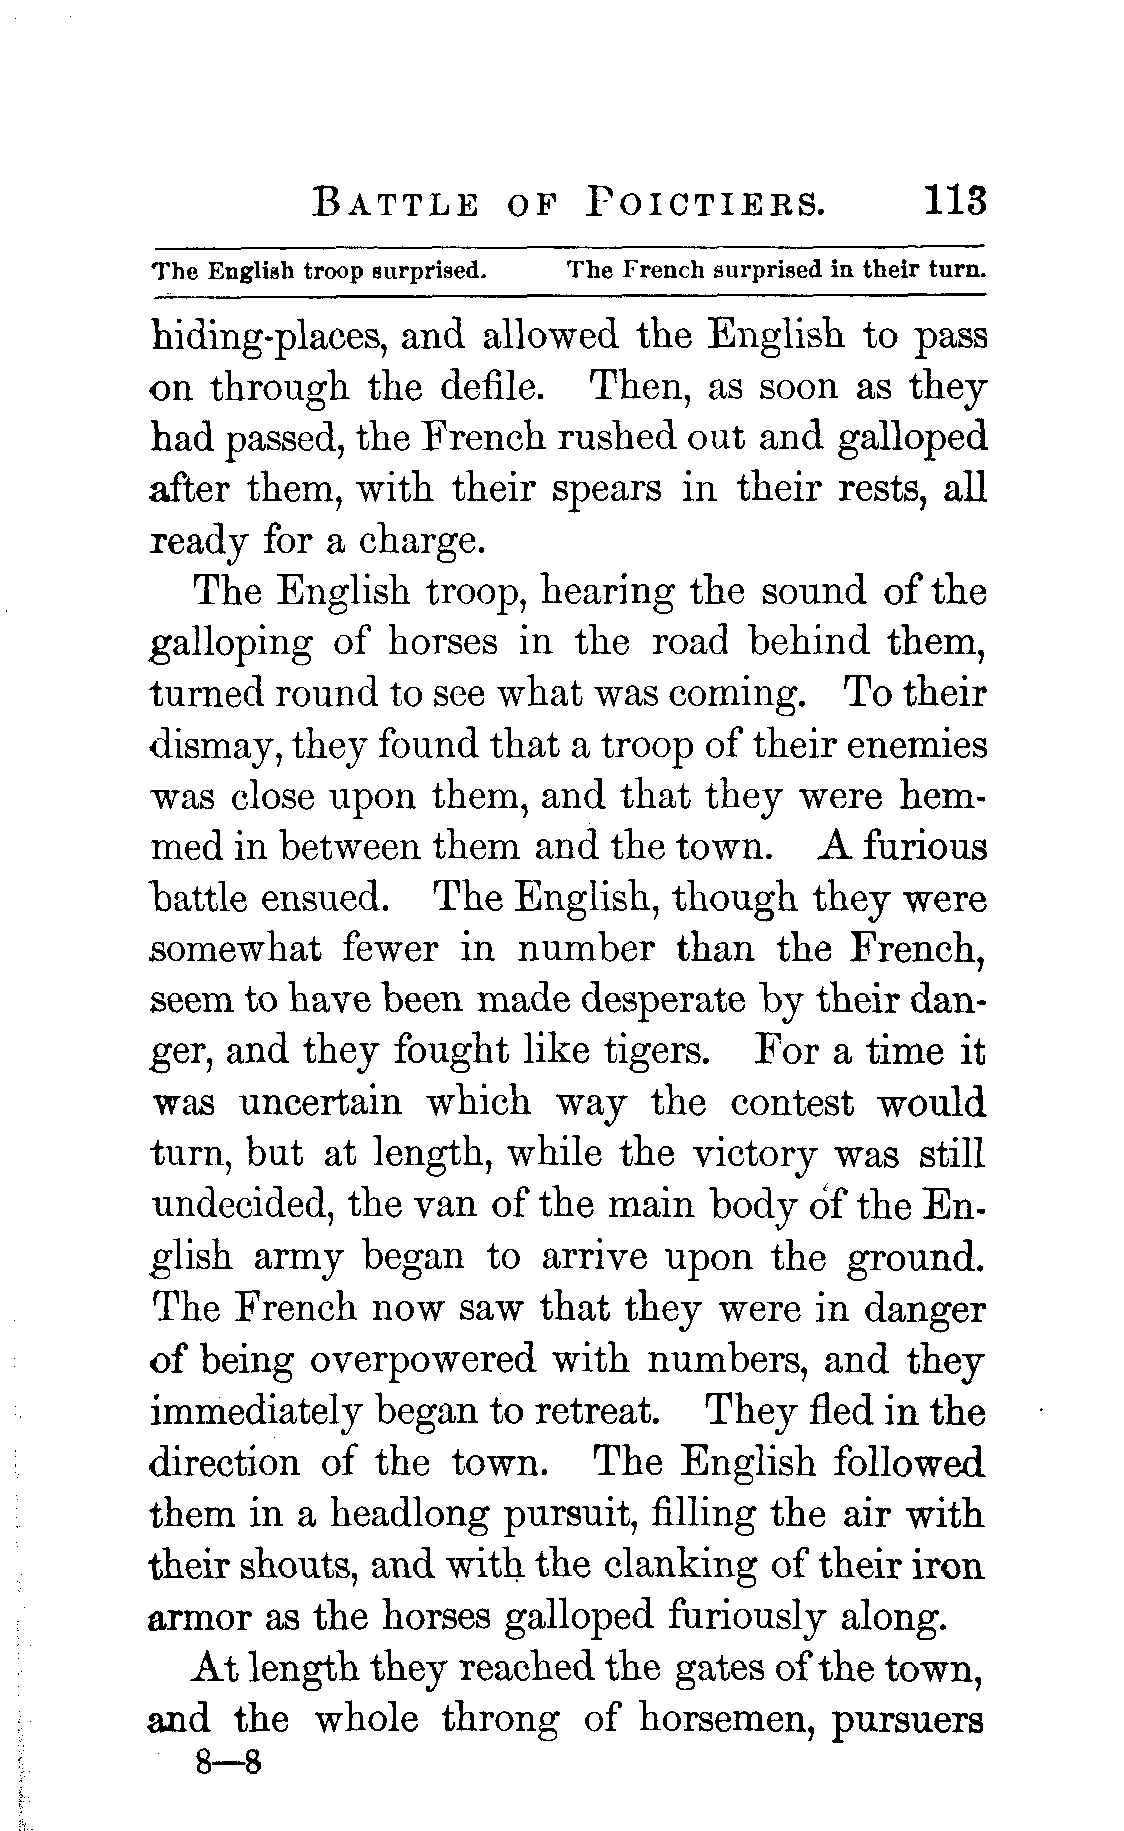 BATTLE OF POICTIERS. 113
The English troop surprised. The French surprised in their turn.
hiding-places, and allowed the English to pass
on through the defile. Then, as soon as they
had passed, the French rushed out and galloped
after them, with their spears in their rests, all
ready for a charge.
The English troop, hearing the sound of the
galloping of horses in the road behind them,
turned round to see what was coming. To their
dismay, they found that a troop of their enemies
was close upon them, and that they were hem-
med in between them and the town. A furious
battle ensued. The English, though they were
somewhat fewer in number than the French,
seem to have been made desperate by their dan-
ger, and they fought like tigers. For a time it
was uncertain which way the contest would
turn, but at length, while the victory was still
undecided, the van of the main body of the En-
glish army began to arrive upon the ground.
The French now saw that they were in danger
of being overpowered with numbers, and they
immediately began to retreat. They fled in the
direction of the town. The English followed
them in a headlong pursuit, filling the air with
their shouts, and with the clanking of their iron
armor as the horses galloped furiously along.
At length they reached the gates of the town,
and the whole throng of horsemen, pursuers
8—8